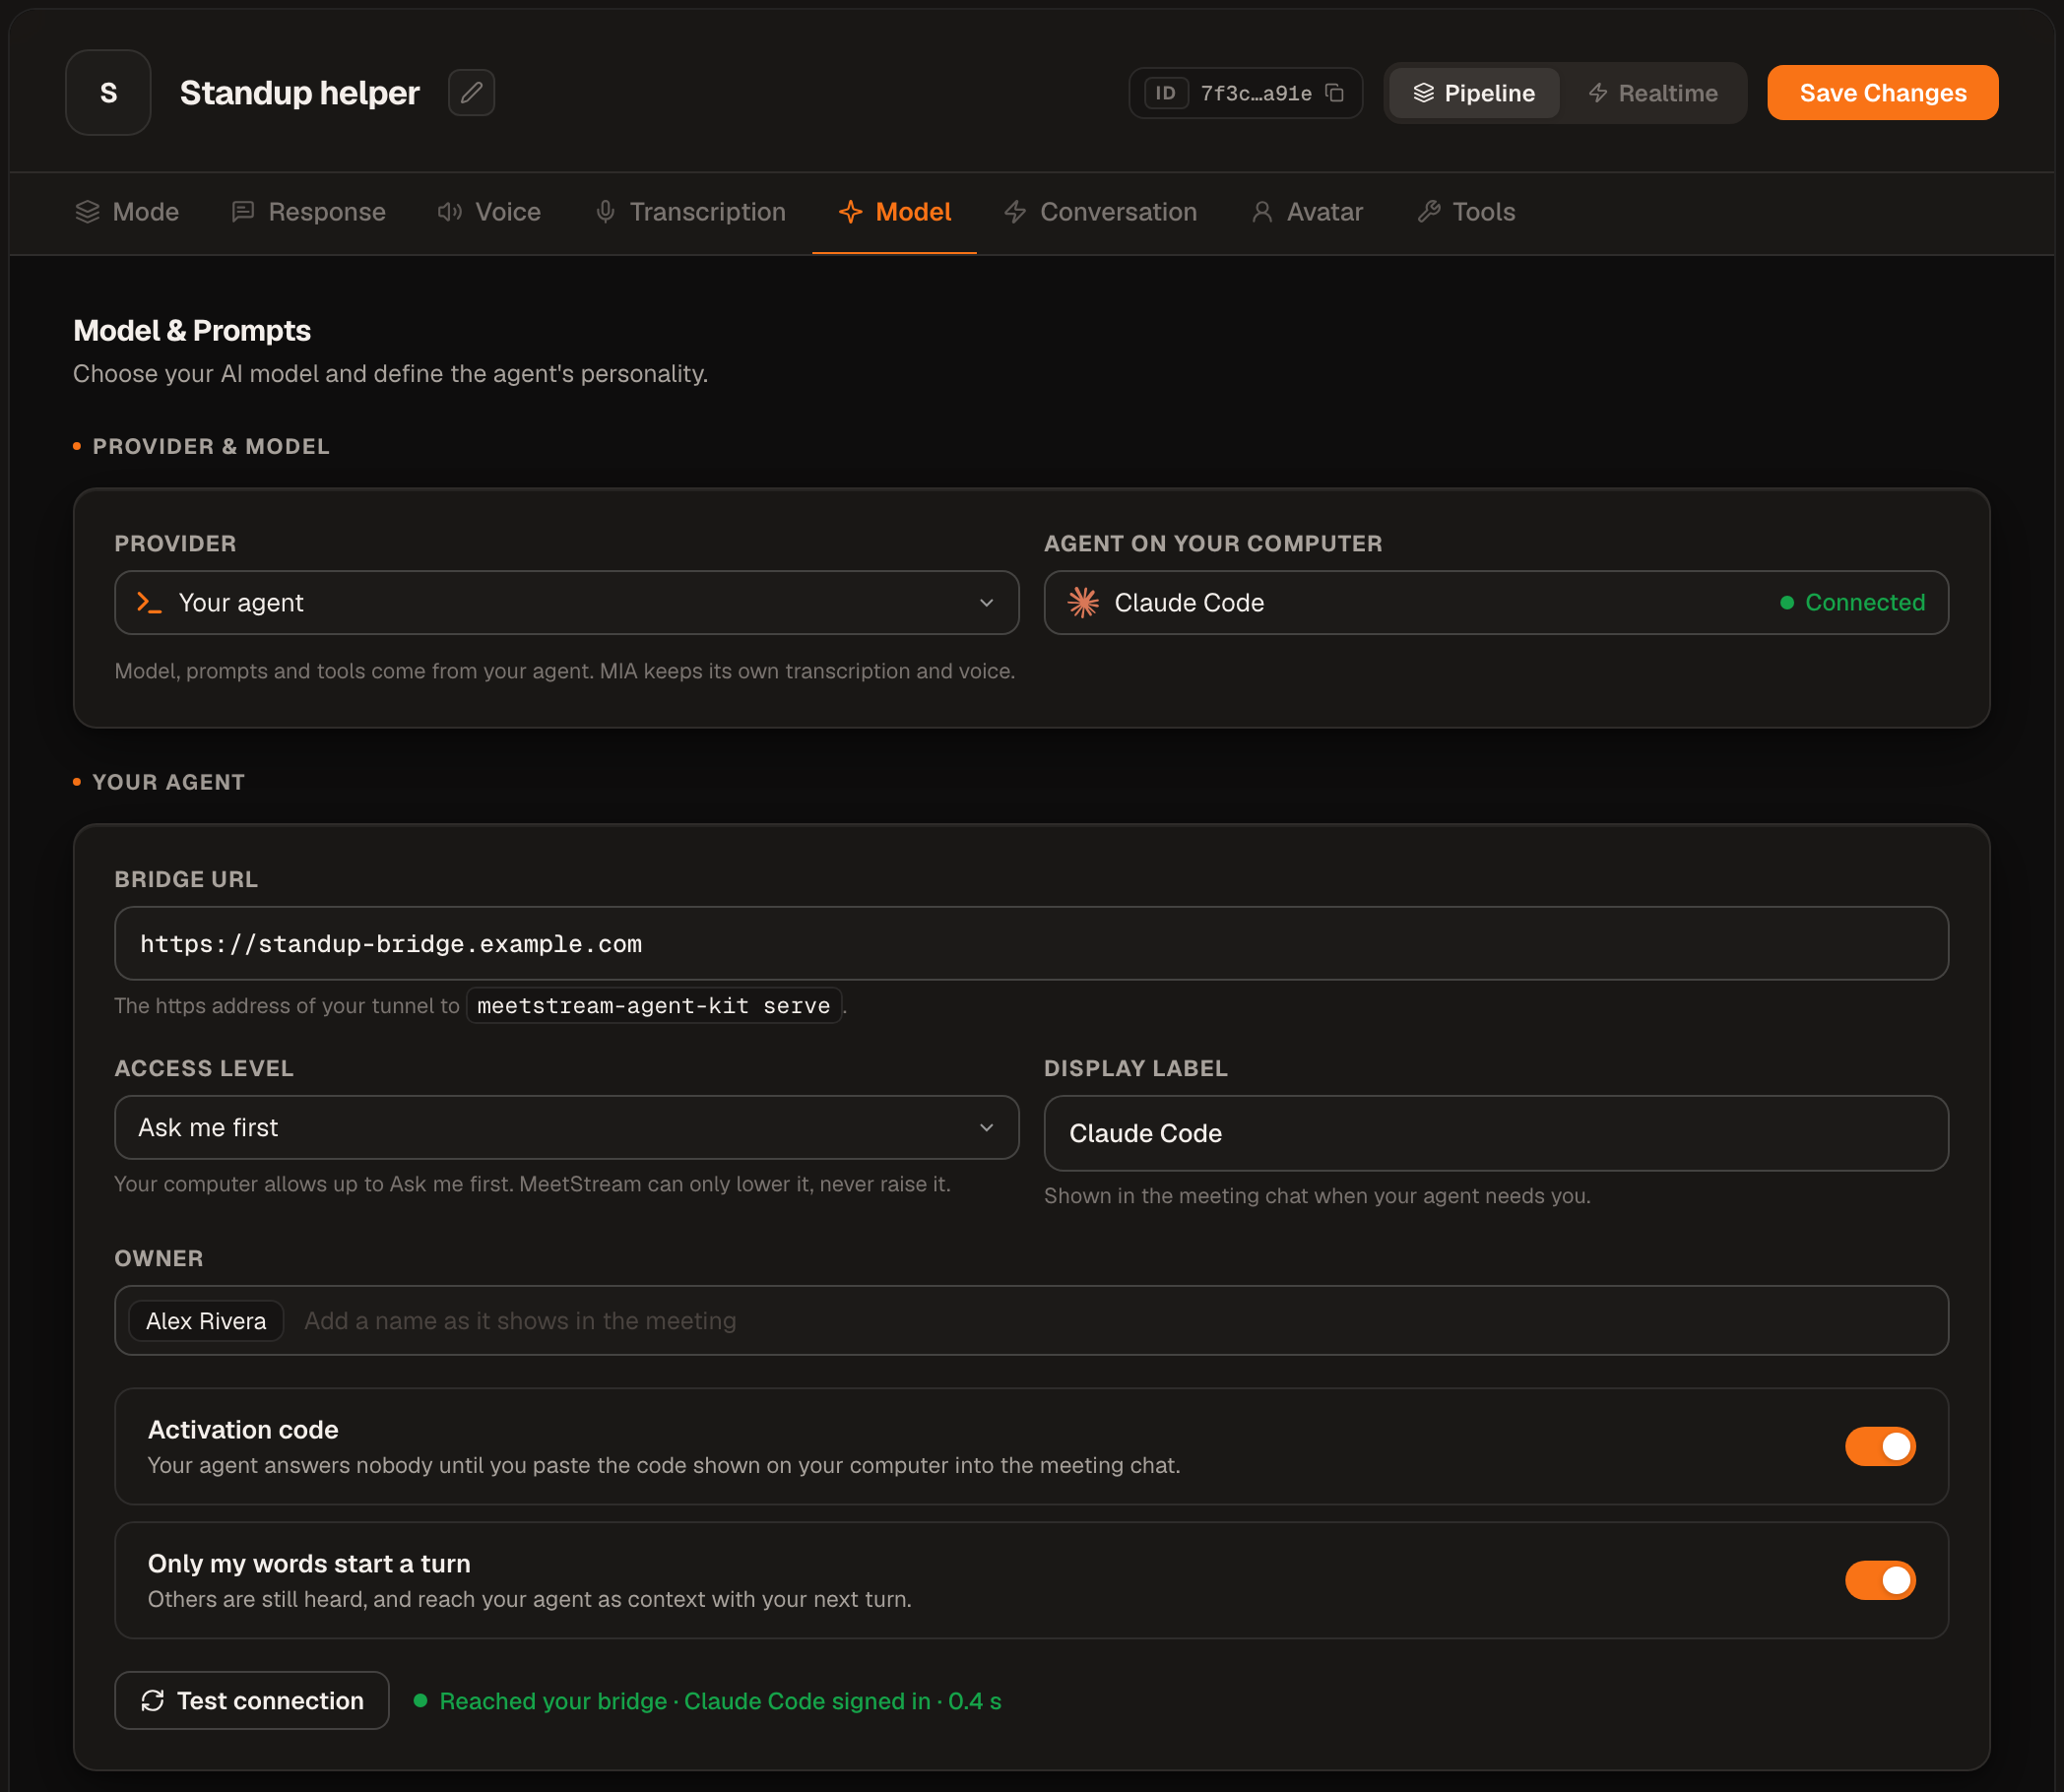 S
Standup helper
ID 7f3c…a91e
Pipeline
Realtime
Save Changes
Mode
Response
Voice
Transcription
Model
Conversation
Avatar
Tools
Model & Prompts
Choose your AI model and define the agent's personality.
PROVIDER & MODEL
PROVIDER
Your agent
AGENT ON YOUR COMPUTER
Claude Code
Connected
Model, prompts and tools come from your agent. MIA keeps its own transcription and voice.
YOUR AGENT
BRIDGE URL
https://standup-bridge.example.com
The https address of your tunnel to meetstream-agent-kit serve.
ACCESS LEVEL
Ask me first
Your computer allows up to Ask me first. MeetStream can only lower it, never raise it.
DISPLAY LABEL
Claude Code
Shown in the meeting chat when your agent needs you.
OWNER
Alex Rivera
Add a name as it shows in the meeting
Activation code
Your agent answers nobody until you paste the code shown on your computer into the meeting chat.
Only my words start a turn
Others are still heard, and reach your agent as context with your next turn.
Test connection
Reached your bridge · Claude Code signed in · 0.4 s